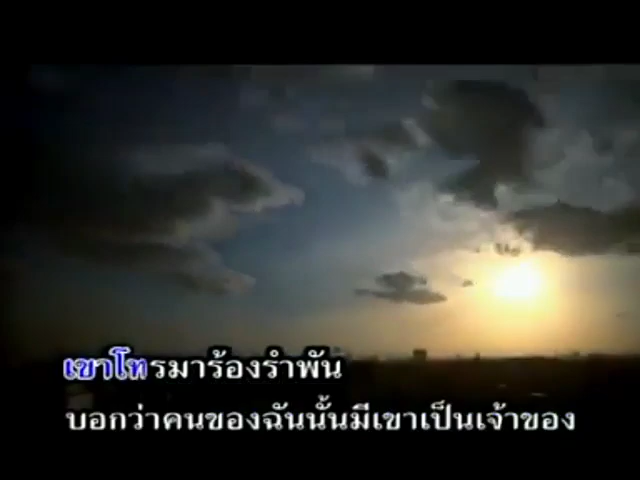 เขาโทรมาร้องรำพัน
บอกว่าคนของฉันนั้นมีเขาเป็นเจ้าของ